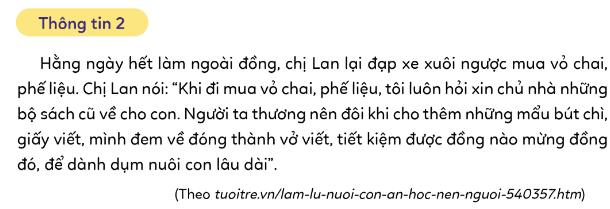 Thông tin 2
Hằng ngày hết làm ngoài đồng, chị Lan lại đạp xe xuôi ngược mua vỏ chai,
phế liệu. Chị Lan nói: “Khi đi mua vỏ chai, phế liệu, tôi luôn hỏi xin chủ nhà những
bộ sách cũ về cho con. Người ta thương nên đôi khi cho thêm những mẩu bút chì,
giấy viết, mình đem về đóng thành vở viết, tiết kiệm được đồng nào mừng đồng
đó, để dành dụm nuôi con lâu dài”.
(Theo tuoitre.vn/lam-lu-nuoi-con-an-hoc-nen-nguoi-540357.htm)